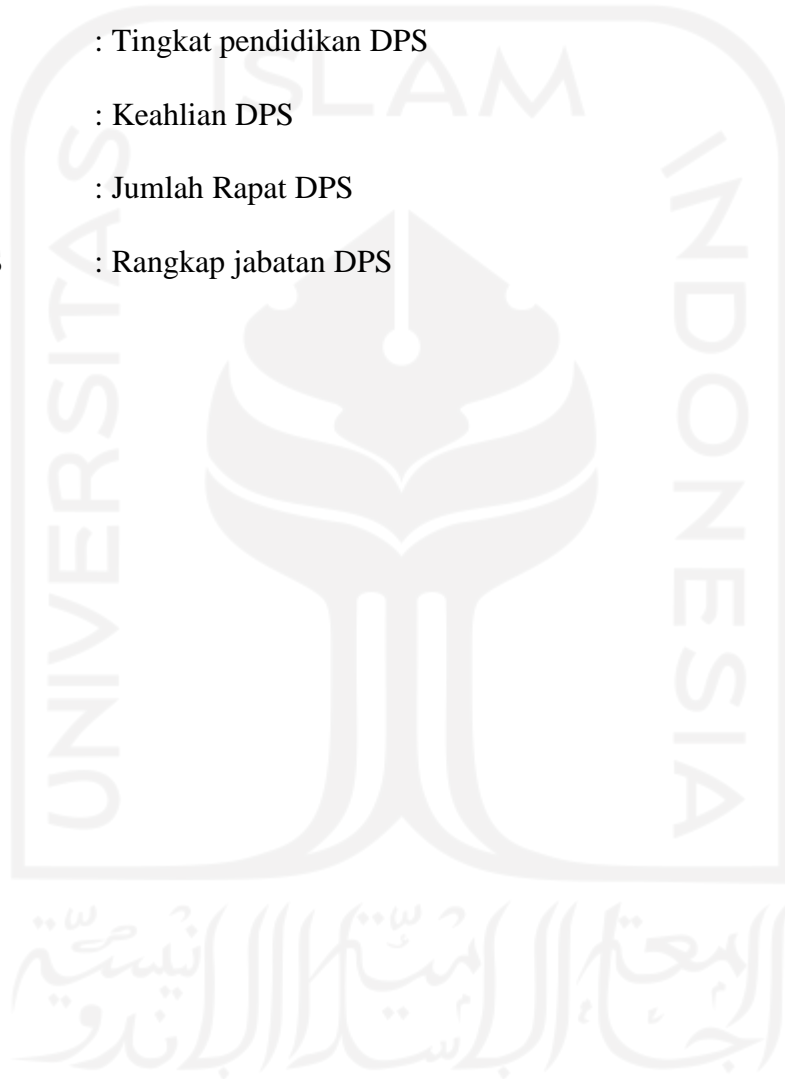 : Tingkat pendidikan DPS
: Keahlian DPS
: Jumlah Rapat DPS
: Rangkap jabatan DPS
ISLAM
UNIVERSITAS
INDONESIA